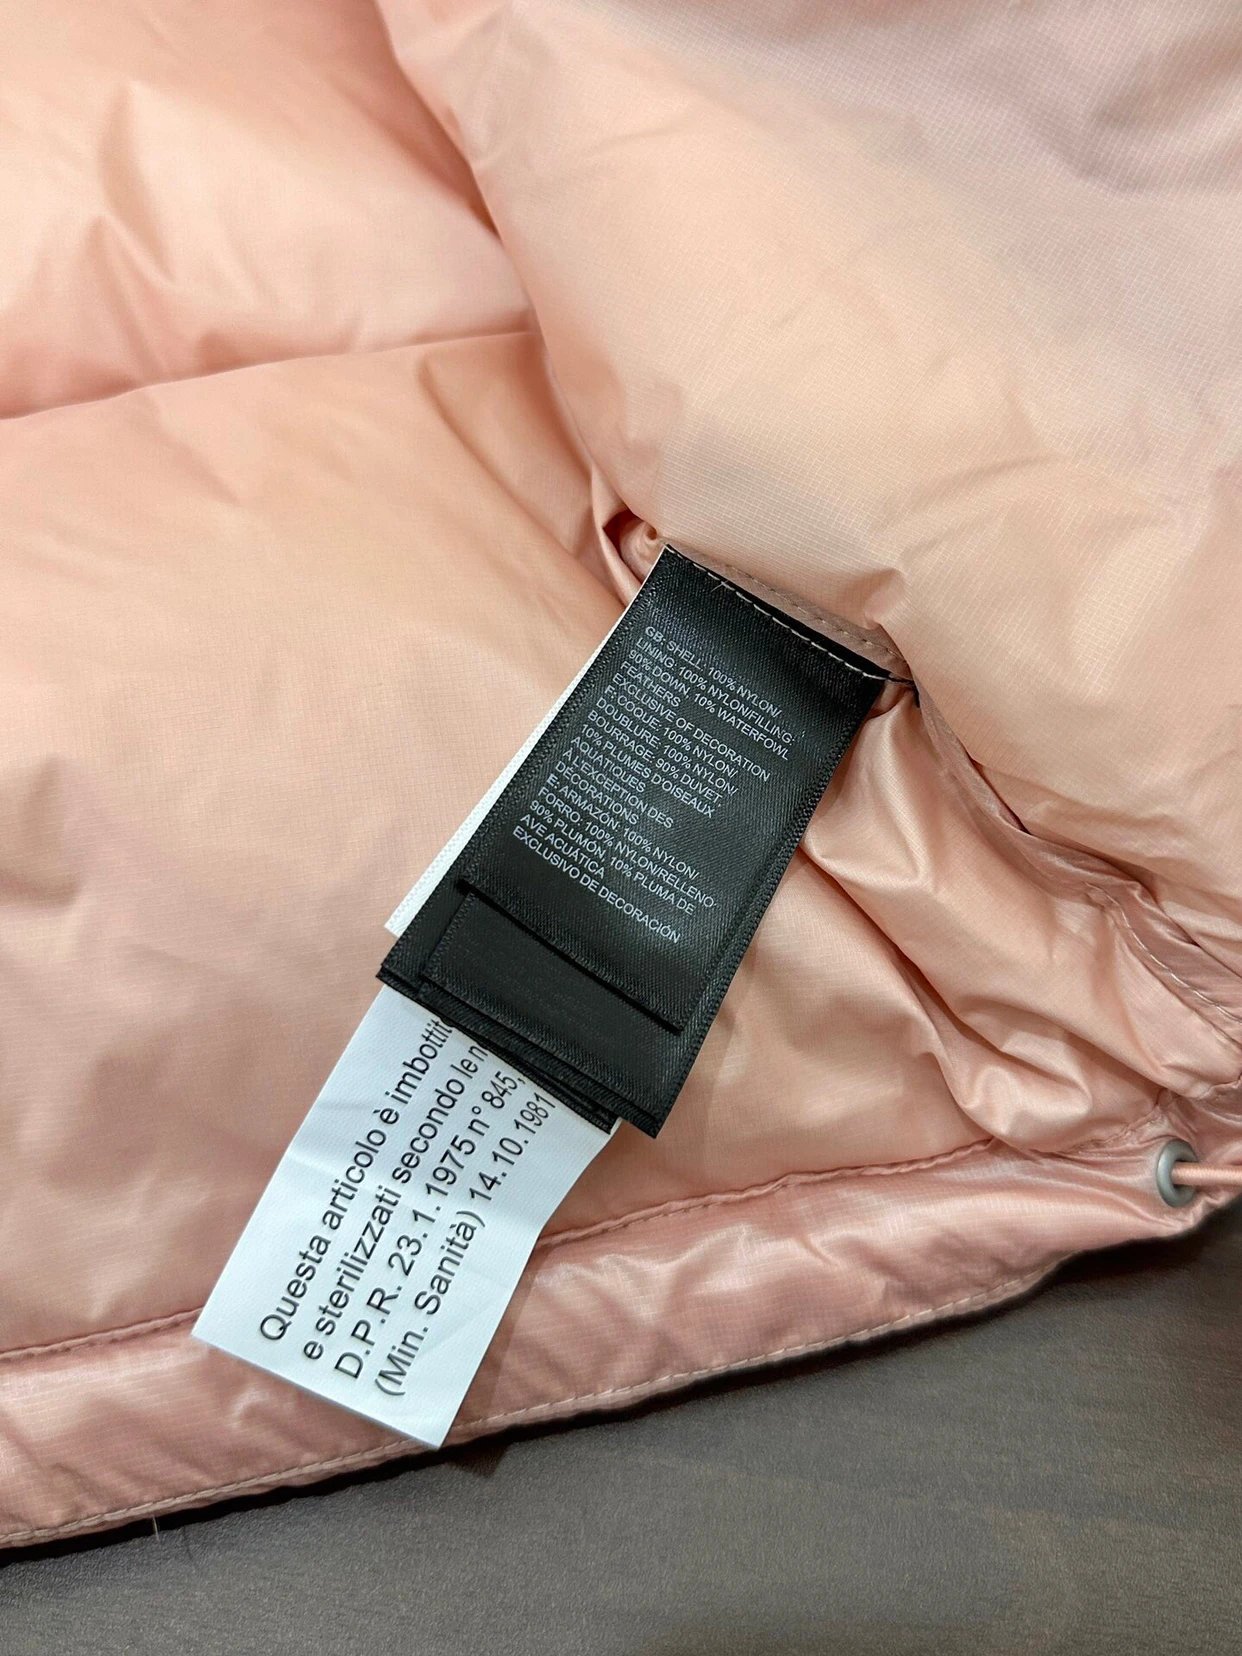 GB: SHELL: 100% NYLON/
LINING: 100% NYLON/FILLING:
90% DOWN, 10% WATERFOWL
FEATHERS
EXCLUSIVE OF DECORATION
F: COQUE: 100% NYLON/
DOUBLURE: 100% NYLON/
BOURRAGE: 90% DUVET
10% PLUMES D'OISEAUX
AQUATIQUES
À L'EXCEPTION DES
DÉCORATIONS
E: ARMAZÓN: 100% NYLON/
FORRO: 100% NYLON/RELLENO:
90% PLUMÓN, 10% PLUMA DE
AVE ACUÁTICA
EXCLUSIVO DE DECORACIÓN
Questa articolo è imbottit
e sterilizzati secondo le n
D.P.R. 23.1.1975 n° 845,
(Min. Sanità) 14.10.1981